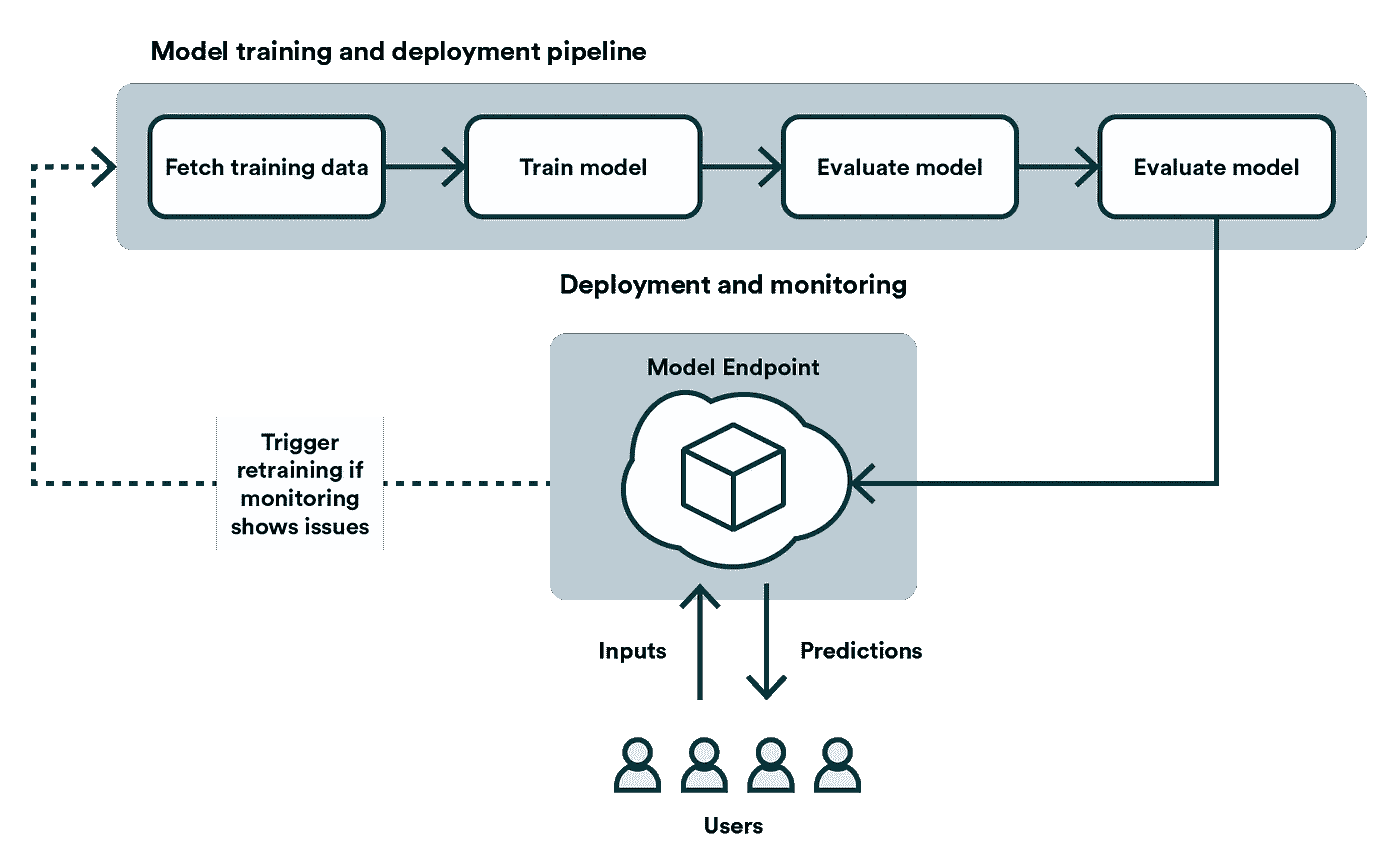 Model training and deployment pipeline
Fetch training data
Train model
Evaluate model
Evaluate model
Deployment and monitoring
Model Endpoint
Trigger
retraining if
monitoring
shows issues
Inputs
Predictions
Users